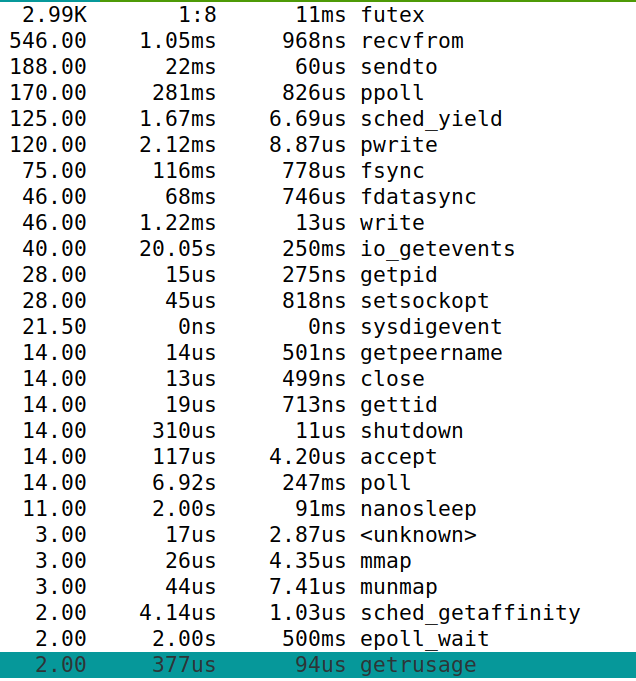 2.99K 1:8 11ms futex
546.00 1.05ms 968ns recvfrom
188.00 22ms 60us sendto
170.00 281ms 826us ppoll
125.00 1.67ms 6.69us sched_yield
120.00 2.12ms 8.87us pwrite
75.00 116ms 778us fsync
46.00 68ms 746us fdatasync
46.00 1.22ms 13us write
40.00 20.05s 250ms io_getevents
28.00 15us 275ns getpid
28.00 45us 818ns setsockopt
21.50 0ns 0ns sysdigevent
14.00 14us 501ns getpeername
14.00 13us 499ns close
14.00 19us 713ns gettid
14.00 310us 11us shutdown
14.00 117us 4.20us accept
14.00 6.92s 247ms poll
11.00 2.00s 91ms nanosleep
3.00 17us 2.87us <unknown>
3.00 26us 4.35us mmap
3.00 44us 7.41us munmap
2.00 4.14us 1.03us sched_getaffinity
2.00 2.00s 500ms epoll_wait
2.00 377us 94us getrusage